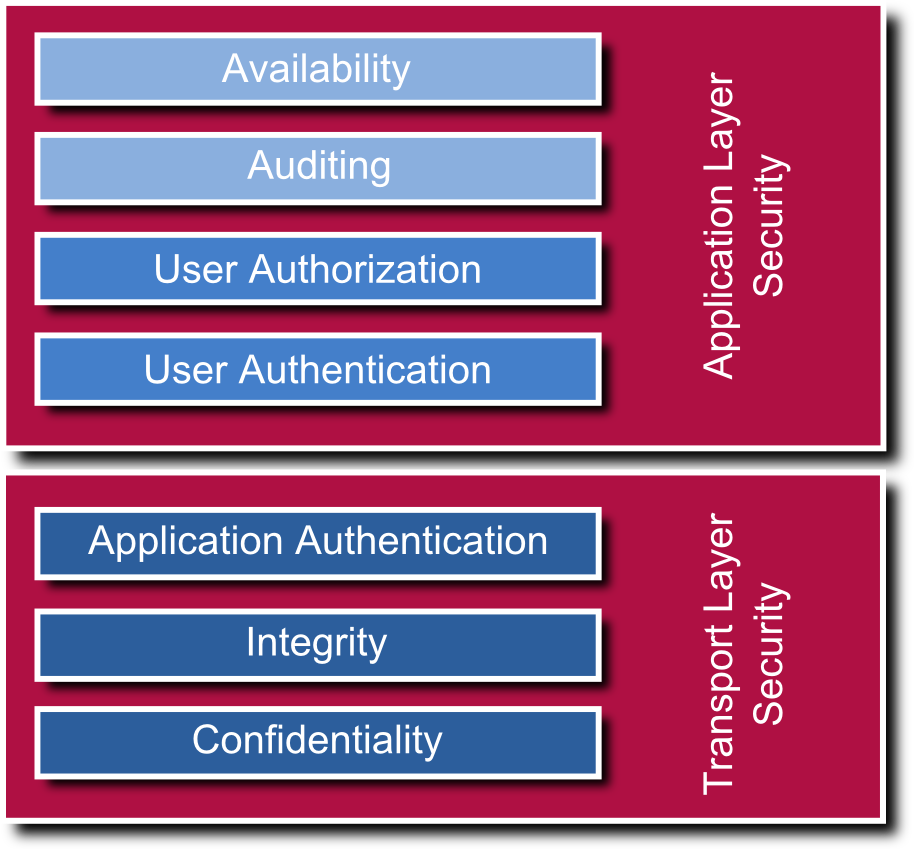 Availability
Auditing
User Authorization
User Authentication
Application Layer
Security
Application Authentication
Integrity
Confidentiality
Transport Layer
Security